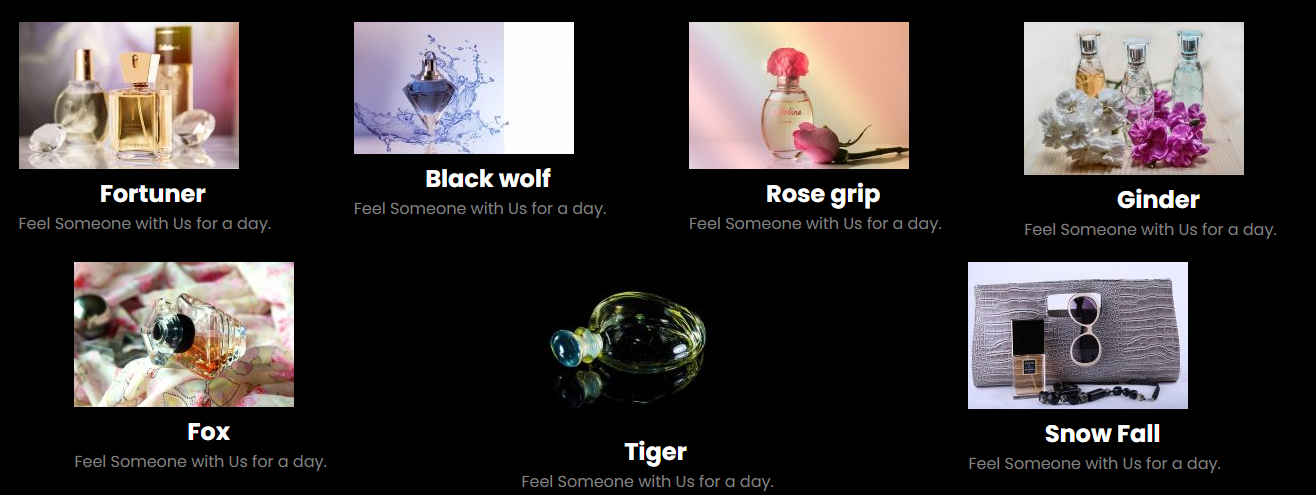 Fortuner
Feel Someone with Us for a day.
Black wolf
Feel Someone with Us for a day.
Rose grip
Feel Someone with Us for a day.
Ginder
Feel Someone with Us for a day.
Fox
Feel Someone with Us for a day.
Tiger
Feel Someone with Us for a day.
Snow Fall
Feel Someone with Us for a day.